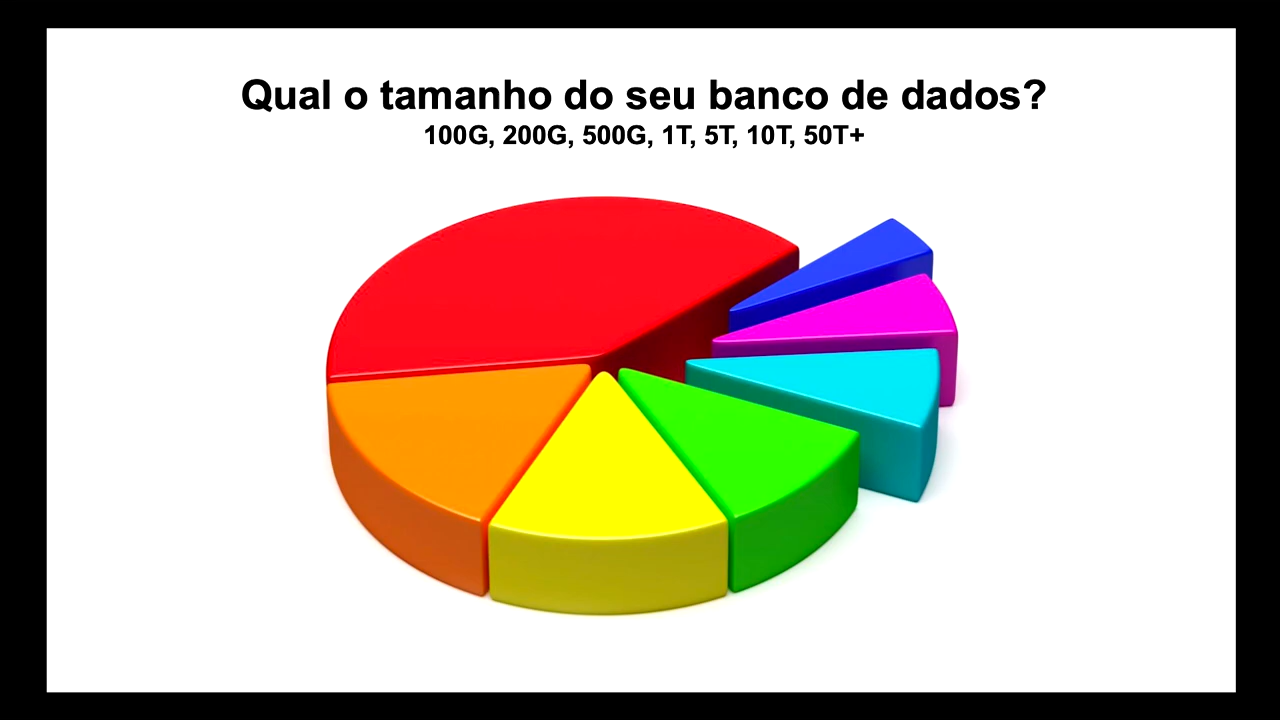 Qual o tamanho do seu banco de dados?
100G, 200G, 500G, 1T, 5T, 10T, 50T+